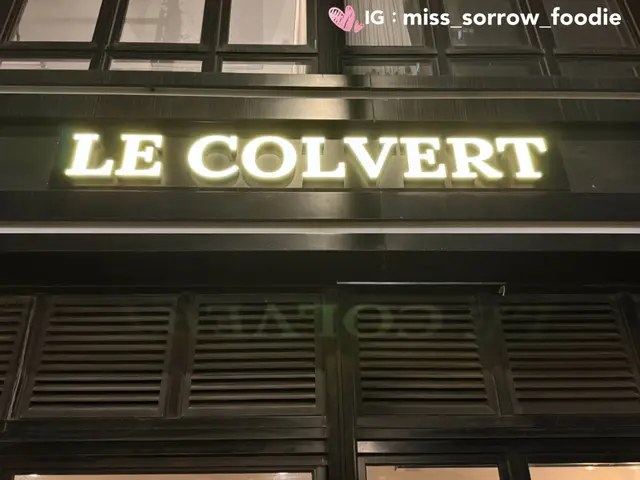 IG : miss_sorrow_foodie
LE COLVERT